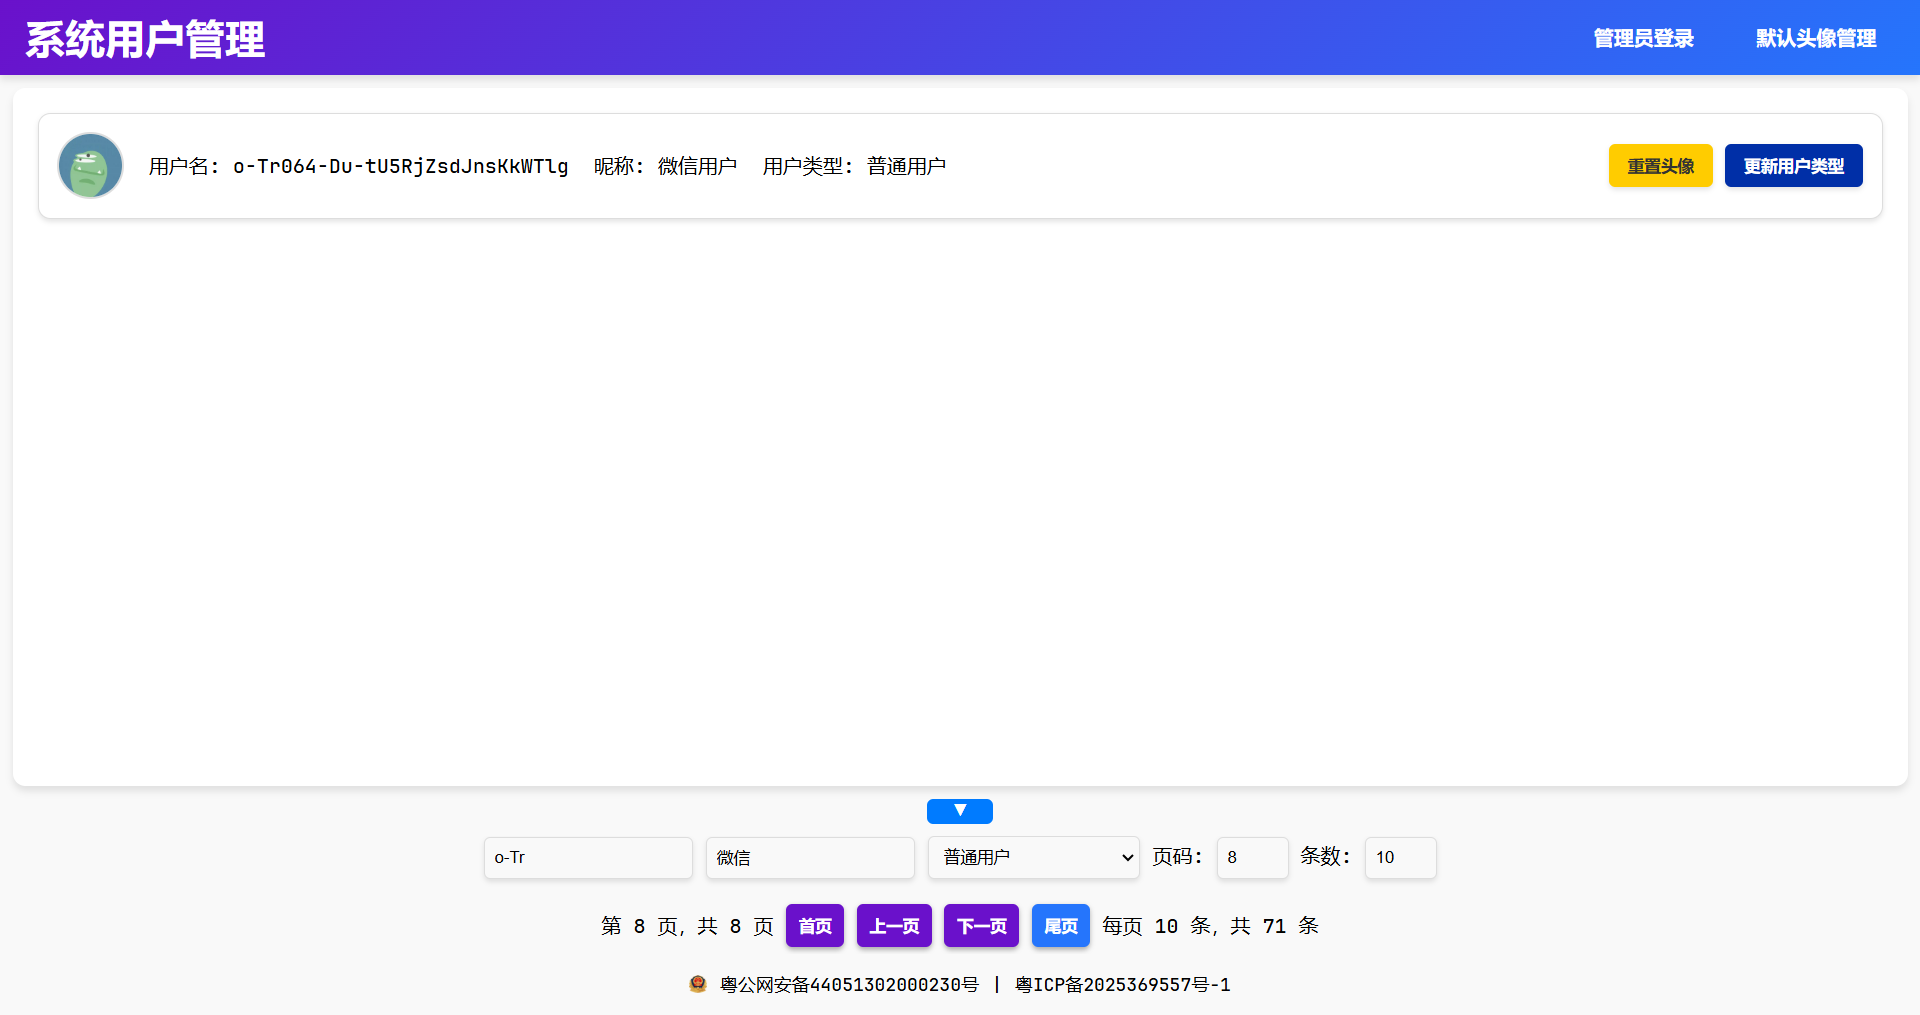 系统用户管理 管理员登录 默认头像管理
用户名: o-Tr064-Du-tU5RjZsdJnsKkWTlg 昵称: 微信用户 用户类型: 普通用户 重置头像 更新用户类型
▼
o-Tr 微信 普通用户 页码: 8 条数: 10
第 8 页, 共 8 页 首页 上一页 下一页 尾页 每页 10 条, 共 71 条
粤公网安备44051302000230号 | 粤ICP备2025369557号-1